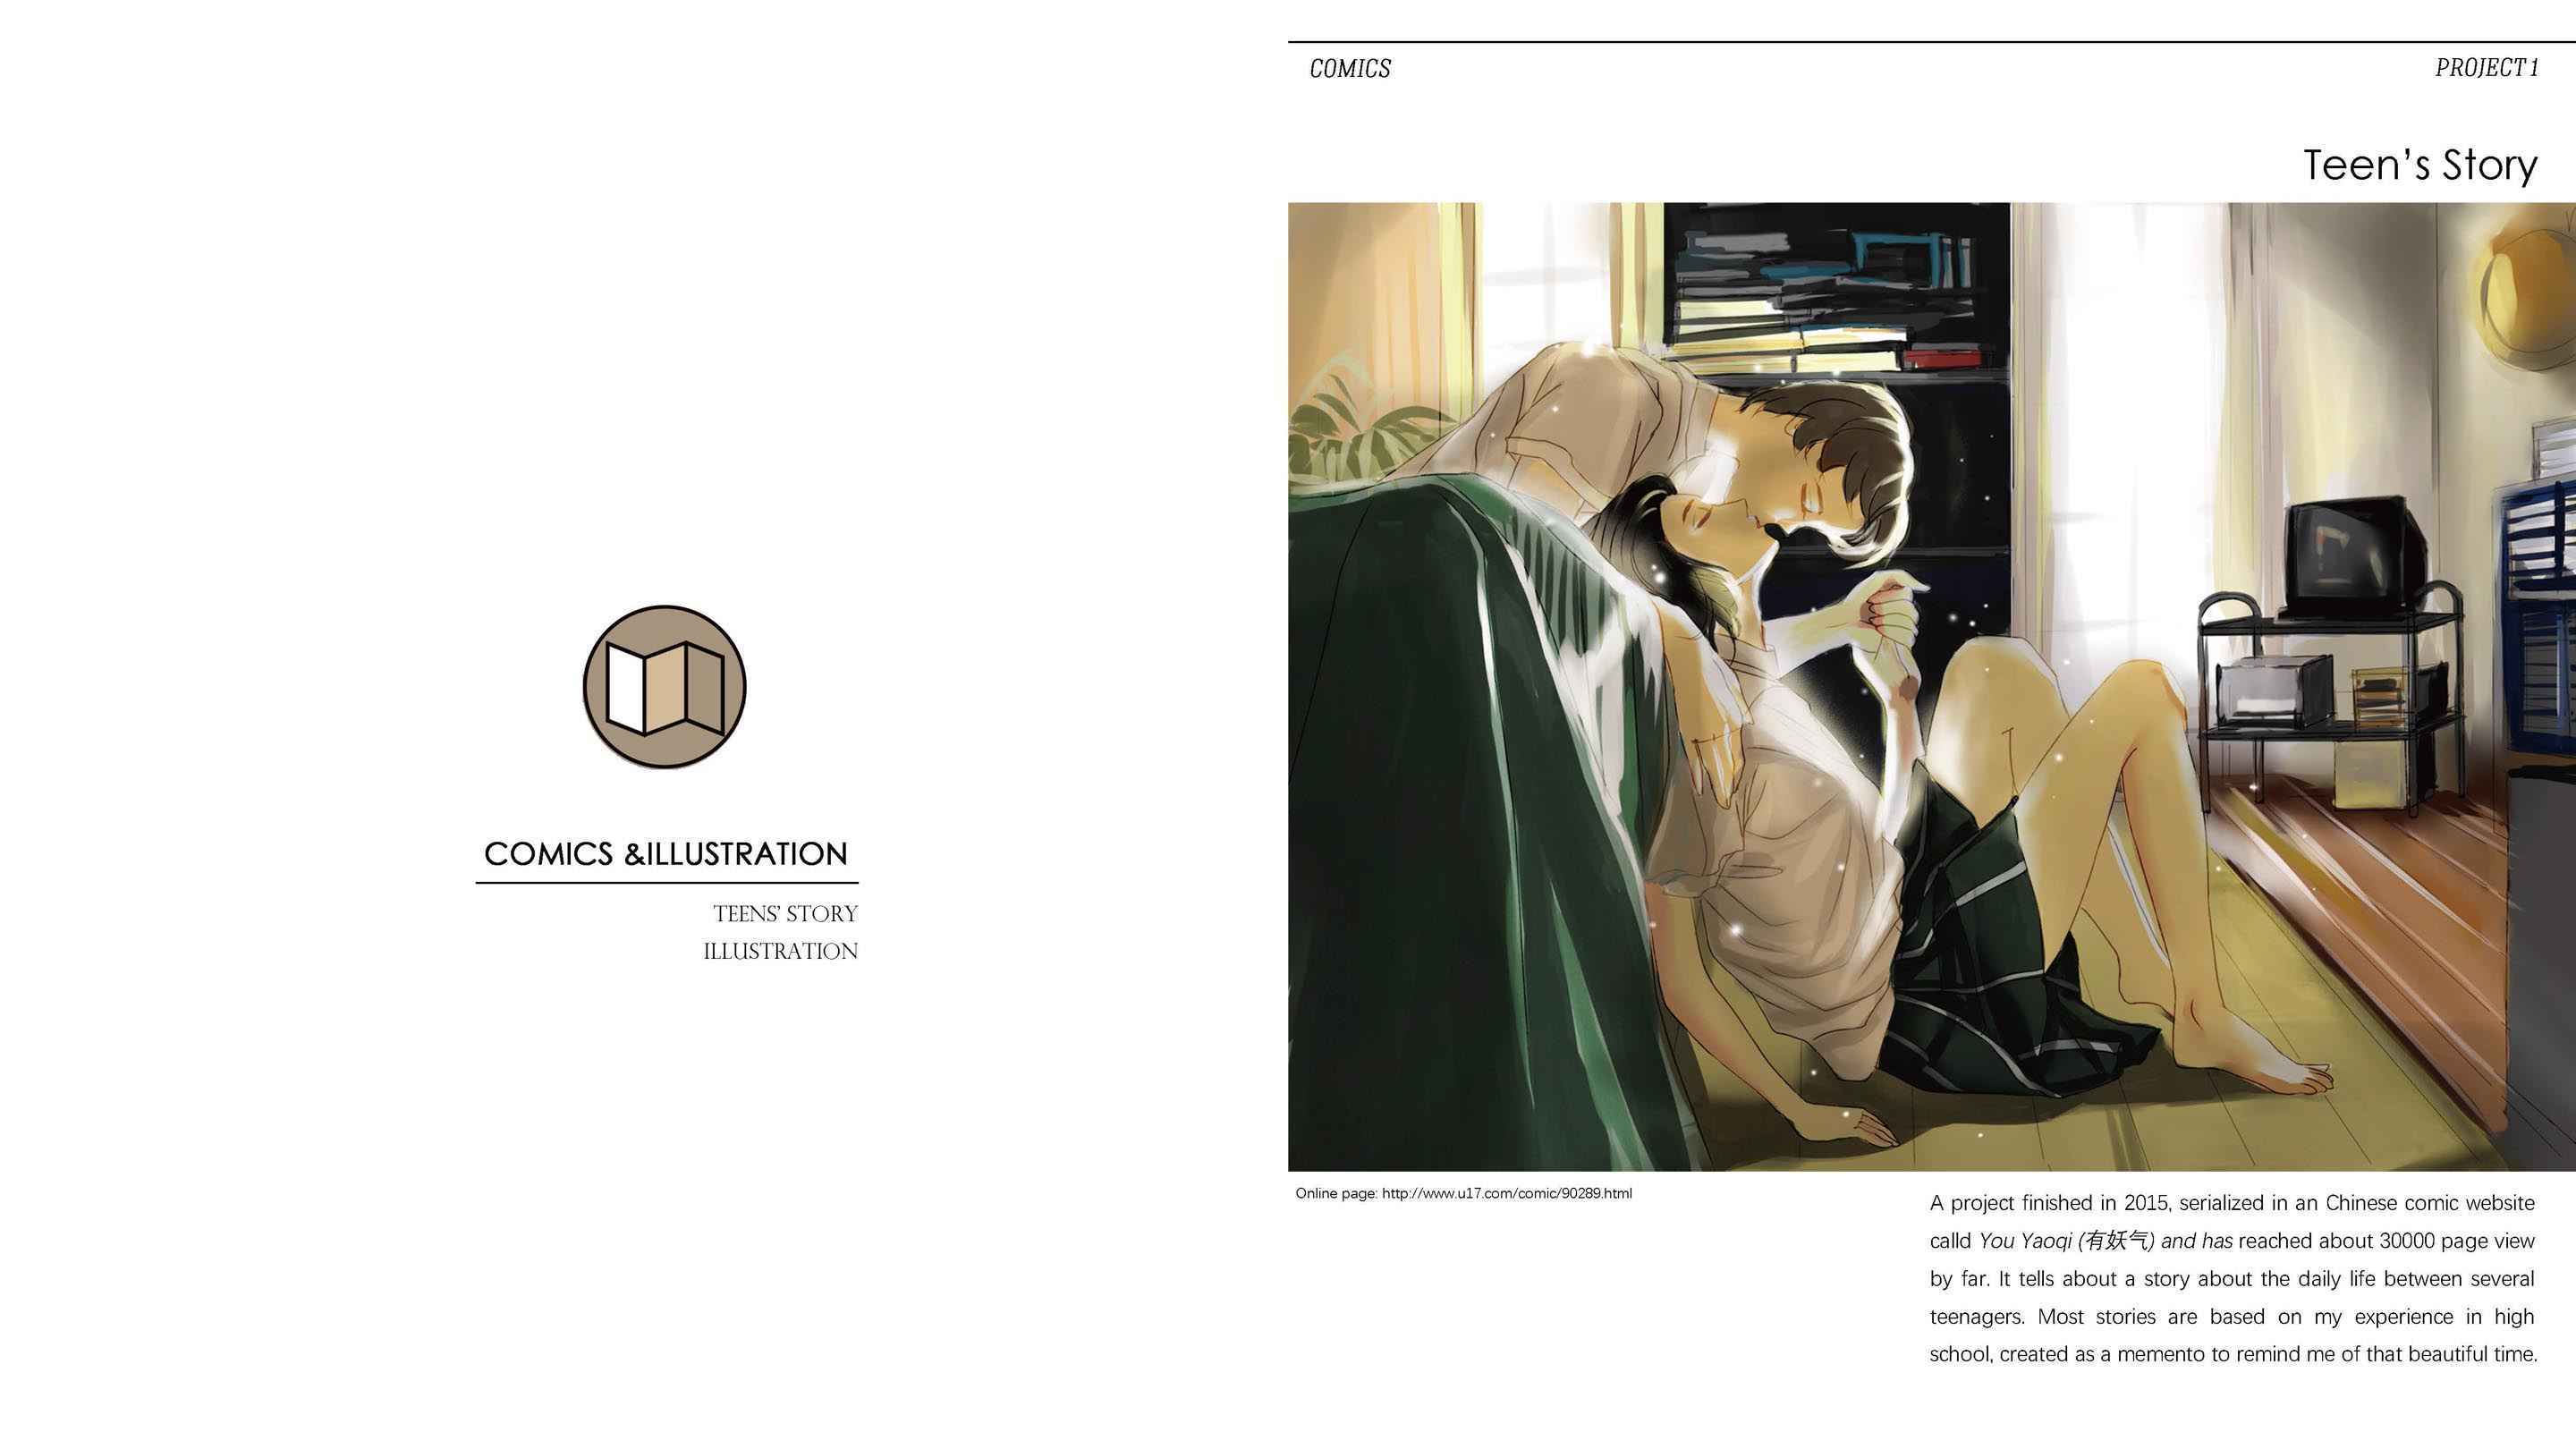 COMICS &ILLUSTRATION
TEENS’ STORY
ILLUSTRATION
COMICS
PROJECT 1
Teen’s Story
Online page: http://www.u17.com/comic/90289.html
A project finished in 2015, serialized in an Chinese comic website
calld You Yaoqi (有妖气) and has reached about 30000 page view
by far. It tells about a story about the daily life between several
teenagers. Most stories are based on my experience in high
school, created as a memento to remind me of that beautiful time.